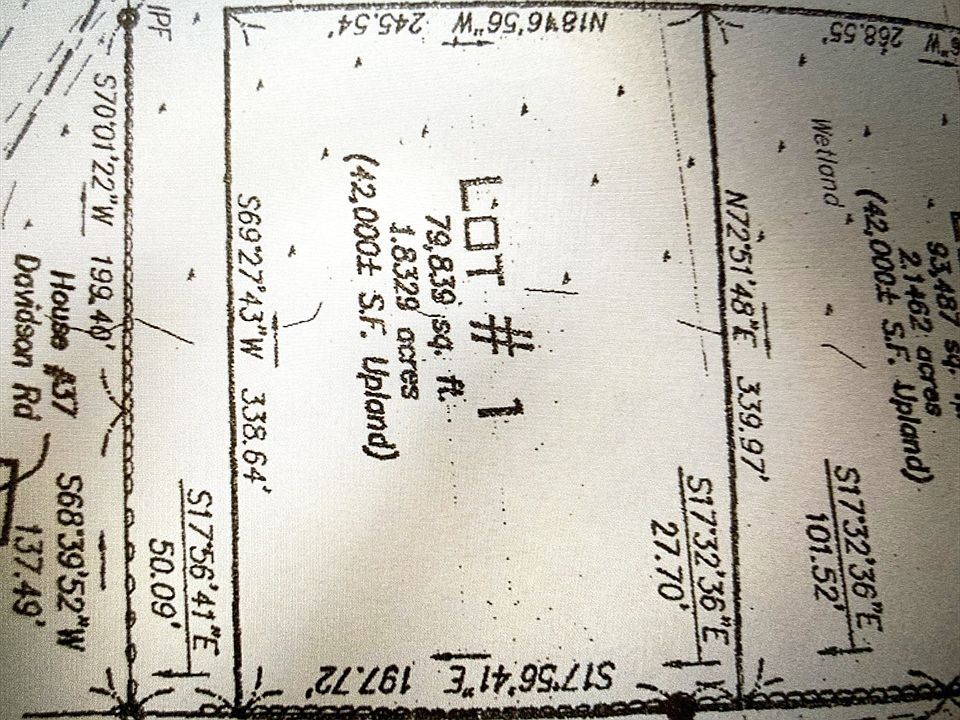 IPF
N18°16'56"W 245.54'
268.55'
S70°01'22"W 199.40'
S69°27'43"W 338.64'
LOT # 1
79,839 sq. ft.
1.8329 acres
(42,000± S.F. Upland)
N72°51'48"E 339.97'
Wetland
93,487 sq.
2.1462 acres
(42,000± S.F. Upland)
House #37
Davidson Rd
S68°39'52"W
137.49'
S17°56'41"E
50.09'
S17°32'36"E
27.70'
S17°32'36"E
101.52'
S17°56'41"E 197.72'